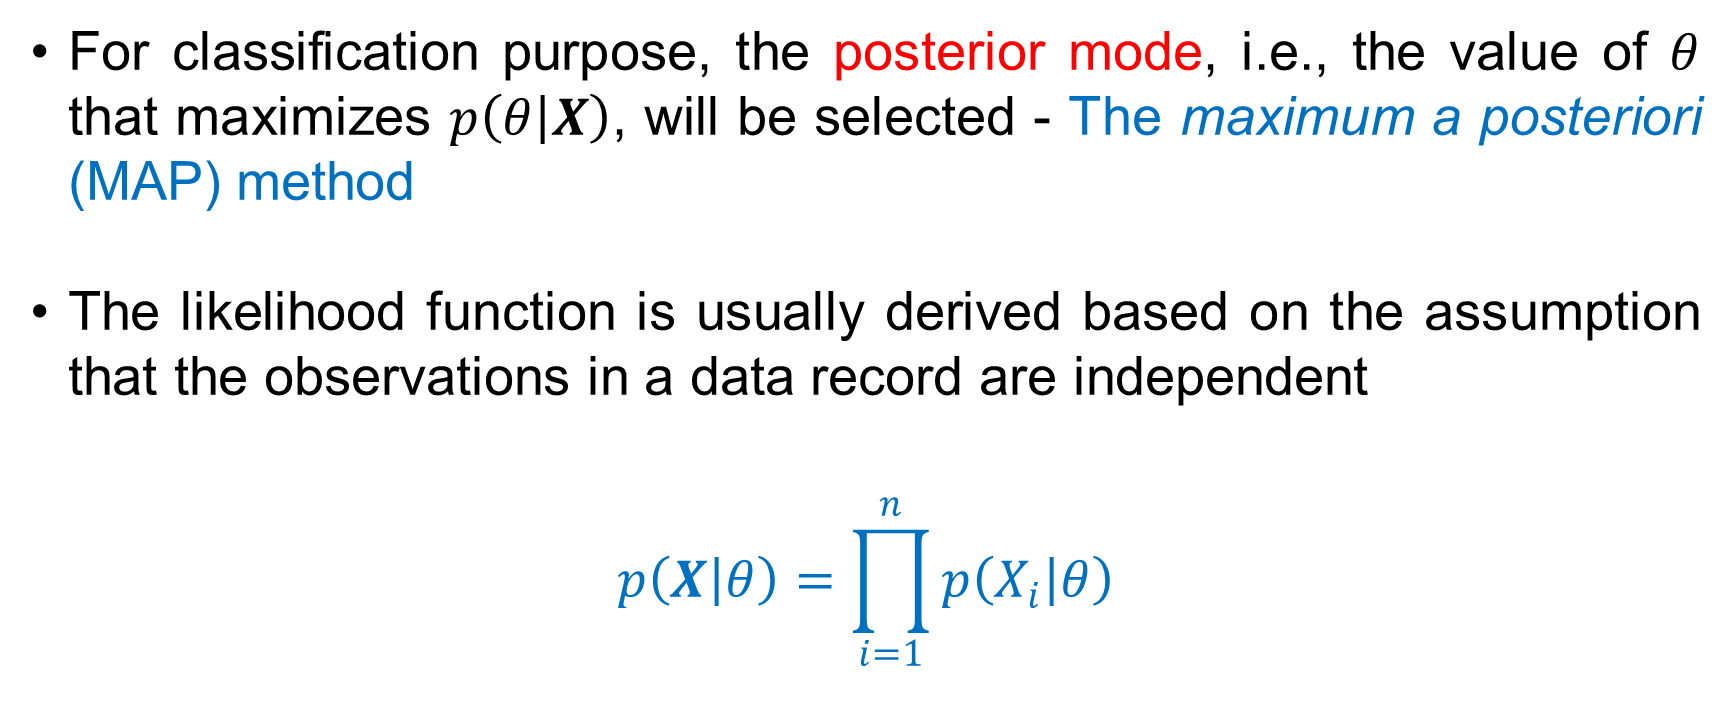 • For classification purpose, the posterior mode, i.e., the value of θ
that maximizes p(θ|X), will be selected - The maximum a posteriori
(MAP) method
• The likelihood function is usually derived based on the assumption
that the observations in a data record are independent
p(X|θ) = ∏_{i=1}^{n} p(X_i|θ)